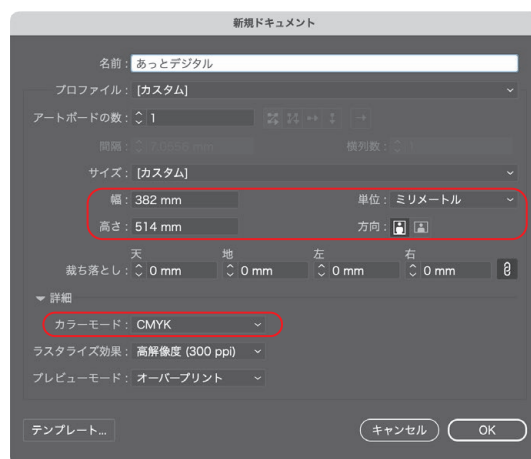 新規ドキュメント
名前：あっとデジタル
プロファイル：[カスタム]
アートボードの数：1
間隔：7.0556 mm 横列数：1
サイズ：[カスタム]
幅：382 mm 単位：ミリメートル
高さ：514 mm 方向：
天 地 左 右
裁ち落とし：0 mm 0 mm 0 mm 0 mm
詳細
カラーモード：CMYK
ラスタライズ効果：高解像度 (300 ppi)
プレビューモード：オーバープリント
テンプレート... キャンセル OK